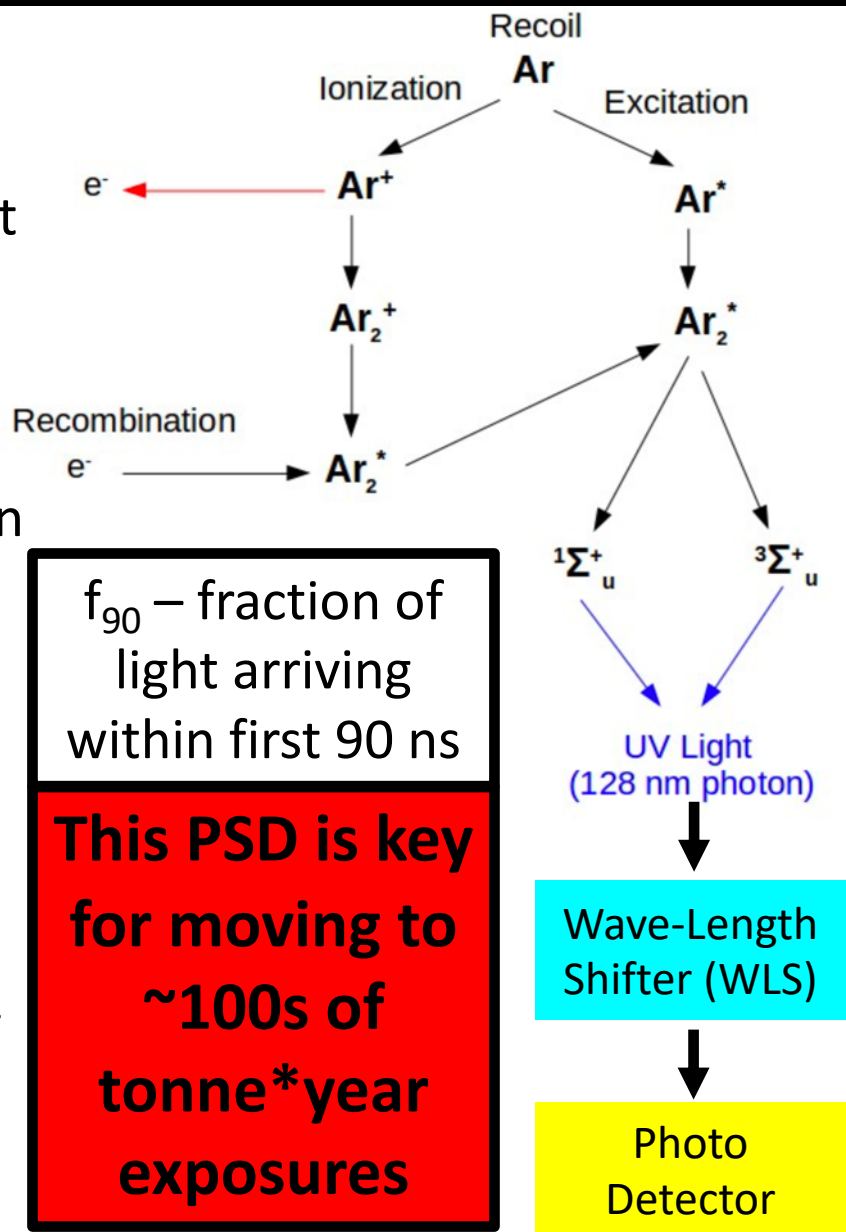 Recoil
Ar
Ionization
Excitation
e-
Ar+
Ar*
t
Ar2+
Ar2*
Recombination
e-
Ar2*
n
1Σ+u
3Σ+u
f90 – fraction of
light arriving
within first 90 ns
UV Light
(128 nm photon)
This PSD is key
for moving to
~100s of
tonne*year
exposures
Wave-Length
Shifter (WLS)
Photo
Detector